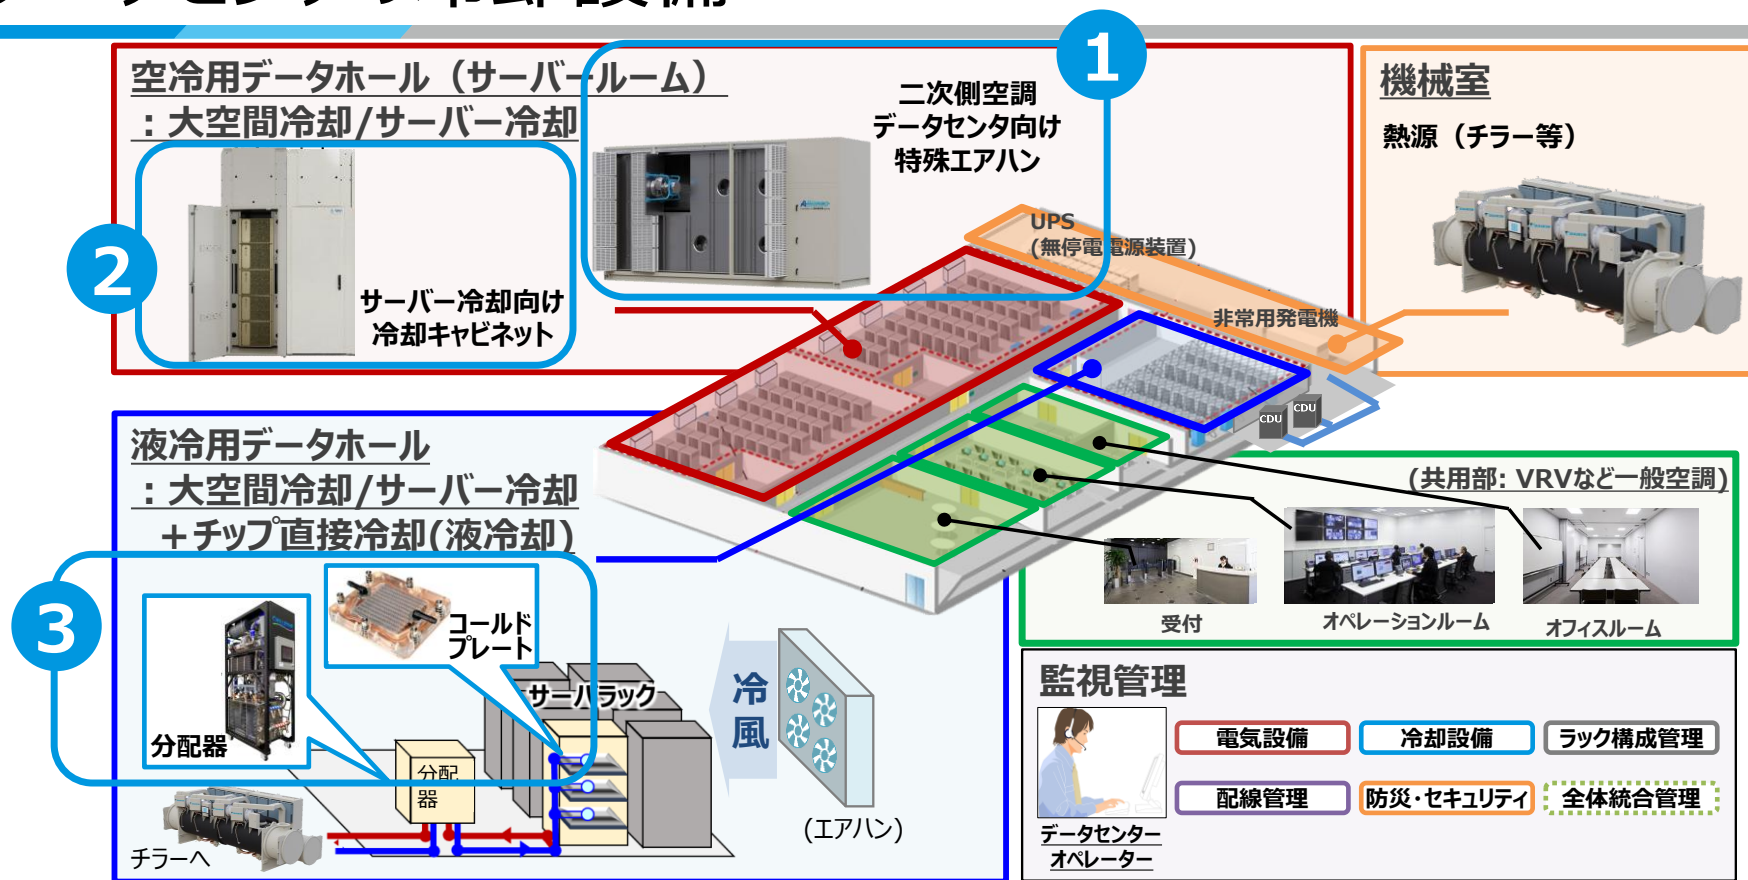 1
空冷用データホール（サーバールーム）
：大空間冷却/サーバー冷却
二次側空調
データセンタ向け
特殊エアハン
2
サーバー冷却向け
冷却キャビネット
機械室
熱源（チラー等）
UPS
(無停電電源装置)
非常用発電機
CDU
CDU
液冷用データホール
：大空間冷却/サーバー冷却
＋チップ直接冷却(液冷却)
3
コールド
プレート
分配器
サーバラック
分配
器
冷
風
(エアハン)
チラーへ
(共用部: VRVなど一般空調)
受付
オペレーションルーム
オフィスルーム
監視管理
電気設備
冷却設備
ラック構成管理
配線管理
防災・セキュリティ
全体統合管理
データセンター
オペレーター